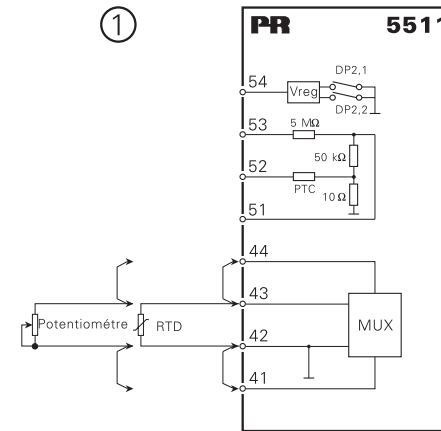 1
PR 5511
54
Vreg
DP2,1
DP2,2
53
5 MΩ
50 kΩ
52
PTC
10 Ω
51
44
43
Potentiométre
RTD
42
MUX
41